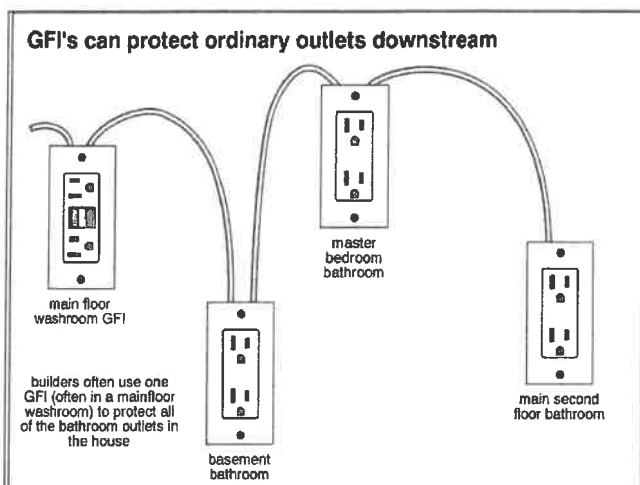 GFI's can protect ordinary outlets downstream
master
bedroom
bathroom
main floor
washroom GFI
builders often use one
GFI (often in a mainfloor
washroom) to protect all
of the bathroom outlets in
the house
main second
floor bathroom
basement
bathroom